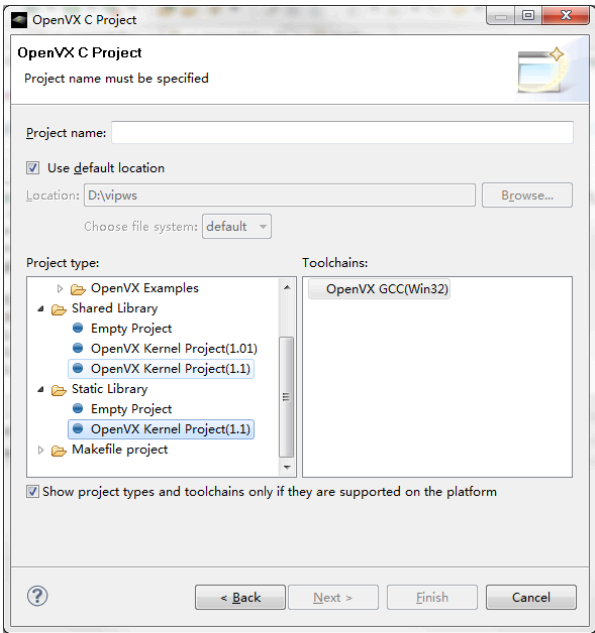 OpenVX C Project
OpenVX C Project
Project name must be specified
Project name:
Use default location
Location: D:\vipws Browse...
Choose file system: default
Project type: Toolchains:
OpenVX Examples OpenVX GCC(Win32)
Shared Library
Empty Project
OpenVX Kernel Project(1.01)
OpenVX Kernel Project(1.1)
Static Library
Empty Project
OpenVX Kernel Project(1.1)
Makefile project
Show project types and toolchains only if they are supported on the platform
? < Back Next > Finish Cancel